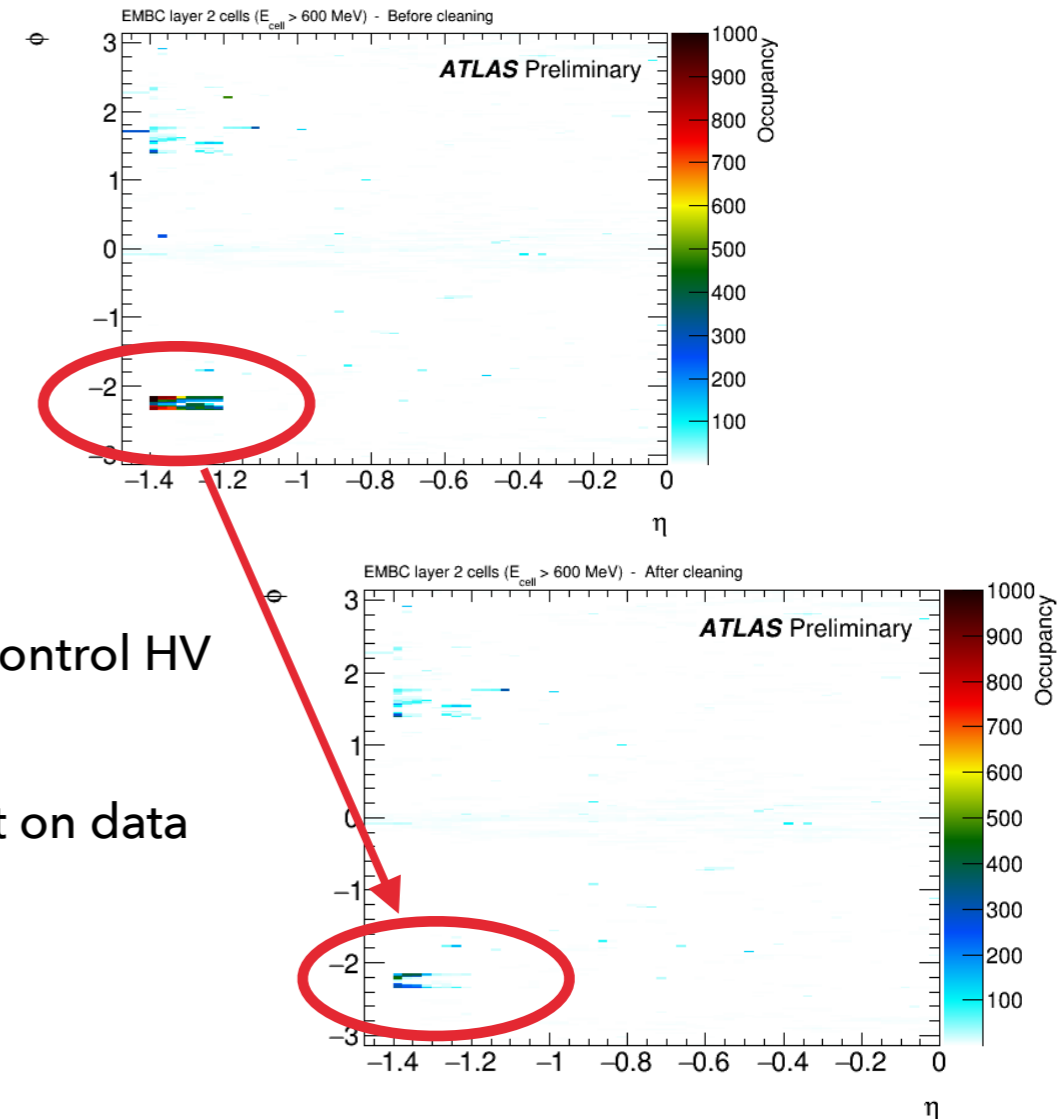 EMBC layer 2 cells (E_cell > 600 MeV) - Before cleaning
ϕ
3
2
1
0
−1
−2
−3
ATLAS Preliminary
1000
900
800
700
600
500
400
300
200
100
Occupancy
−1.4 −1.2 −1 −0.8 −0.6 −0.4 −0.2 0
η
EMBC layer 2 cells (E_cell > 600 MeV) - After cleaning
ontrol HV
t on data
ϕ
3
2
1
0
−1
−2
−3
ATLAS Preliminary
1000
900
800
700
600
500
400
300
200
100
Occupancy
−1.4 −1.2 −1 −0.8 −0.6 −0.4 −0.2 0
η